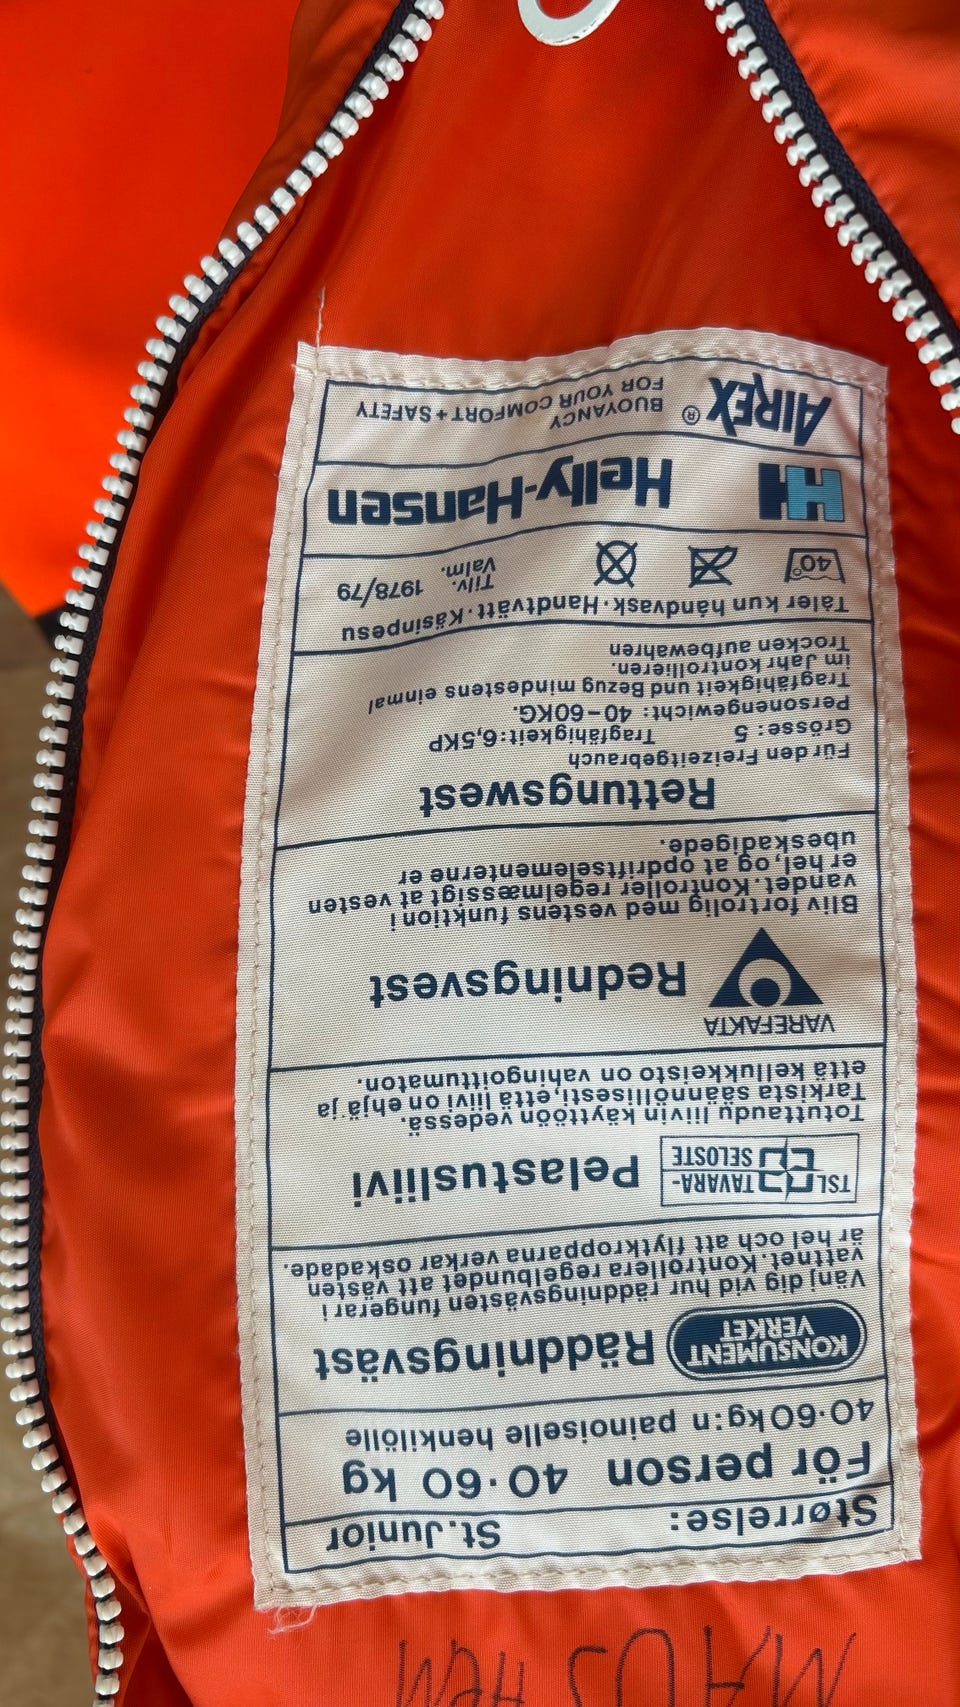 Størrelse: St. Junior
För person 40-60 kg
40-60kg:n painoiselle henkilölle
KONSUMENT
VERKET
Räddningsväst
Vänj dig vid hur räddningsvästen fungerar i
vattnet. Kontrollera regelbundet att västen
är hel och att flytkropparna verkar oskadade.
TSL TAVARA-
SELOSTE
Pelastusliivi
Totuttaudu liivin käyttöön vedessä.
Tarkista säännöllisesti, että liivi on ehjä ja
että kellukkeisto on vahingoittumaton.
VAREFAKTA
Redningsvest
Bliv fortrolig med vestens funktion i
vandet. Kontroller regelmæssigt at vesten
er hel, og at opdriftselementerne er
ubeskadigede.
Rettungswest
Für den Freizeitgebrauch
Grösse: 5 Tragfähigkeit: 6,5KP
Personengewicht: 40-60KG.
Tragfähigkeit und Bezug mindestens einmal
im Jahr kontrollieren.
Trocken aufbewahren
Tåler kun håndvask · Handtvätt · Käsinpesu
40° Tilv. Valm. 1978/79
HH Helly-Hansen
AIREX ® BUOYANCY
FOR YOUR COMFORT + SAFETY